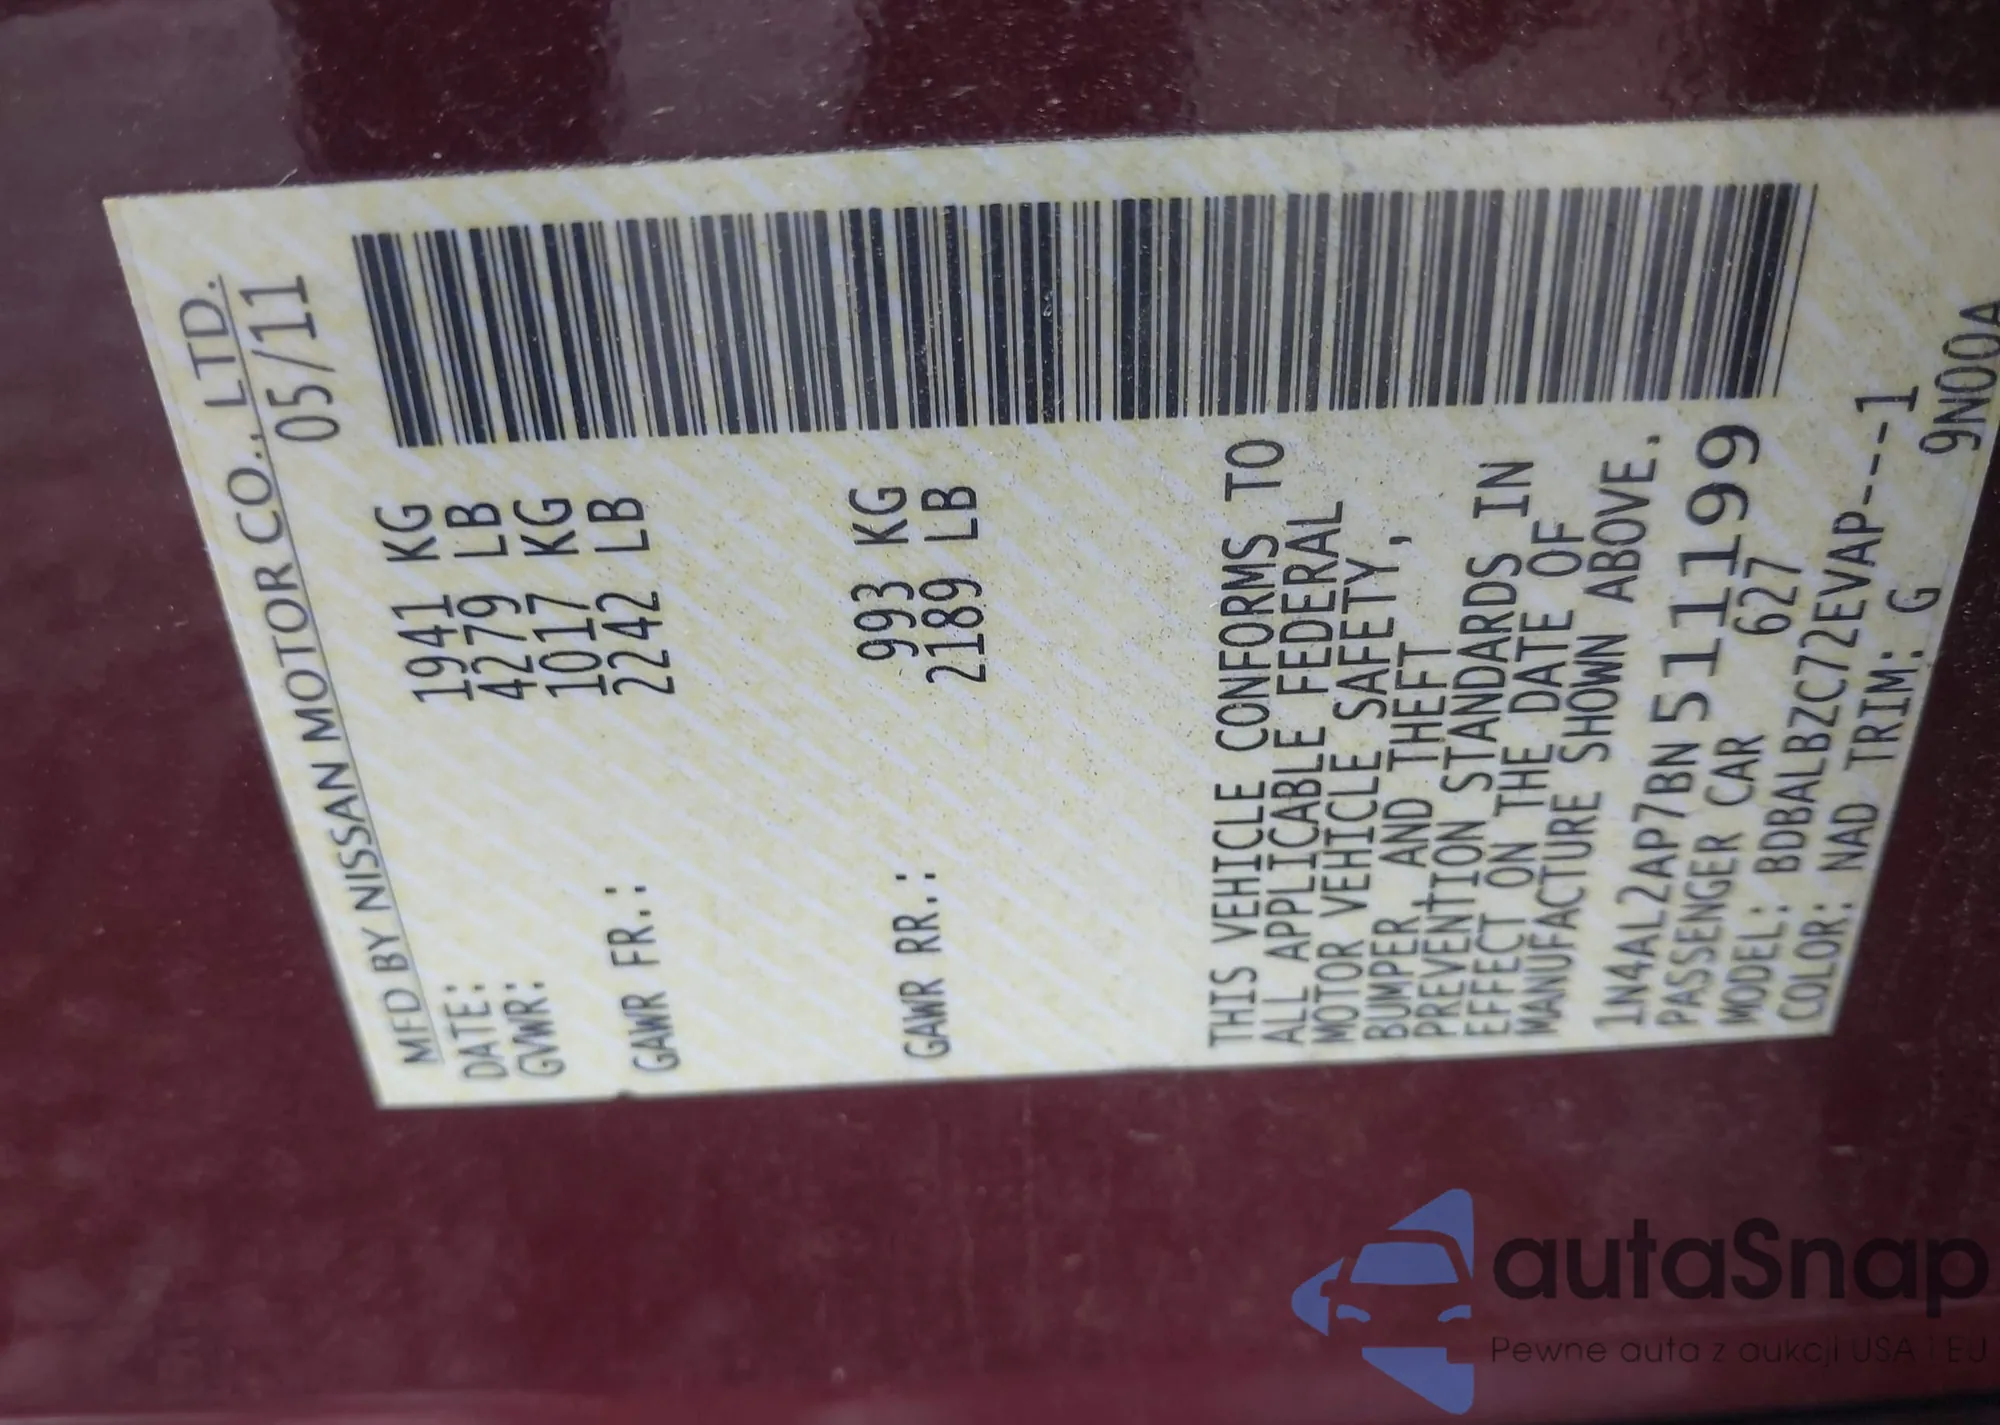 MFD BY NISSAN MOTOR CO., LTD.
DATE: 05/11
GVWR: 1941 KG
4279 LB
GAWR FR.: 1017 KG
2242 LB
GAWR RR.: 993 KG
2189 LB
THIS VEHICLE CONFORMS TO
ALL APPLICABLE FEDERAL
MOTOR VEHICLE SAFETY,
BUMPER, AND THEFT
PREVENTION STANDARDS IN
EFFECT ON THE DATE OF
MANUFACTURE SHOWN ABOVE.
1N4AL2AP7BN 511199
PASSENGER CAR 627
MODEL: BDBALBZC72EVAP----1
COLOR: NAD TRIM: G
9N00A
autaSnap
Pewne auta z aukcji USA i EU